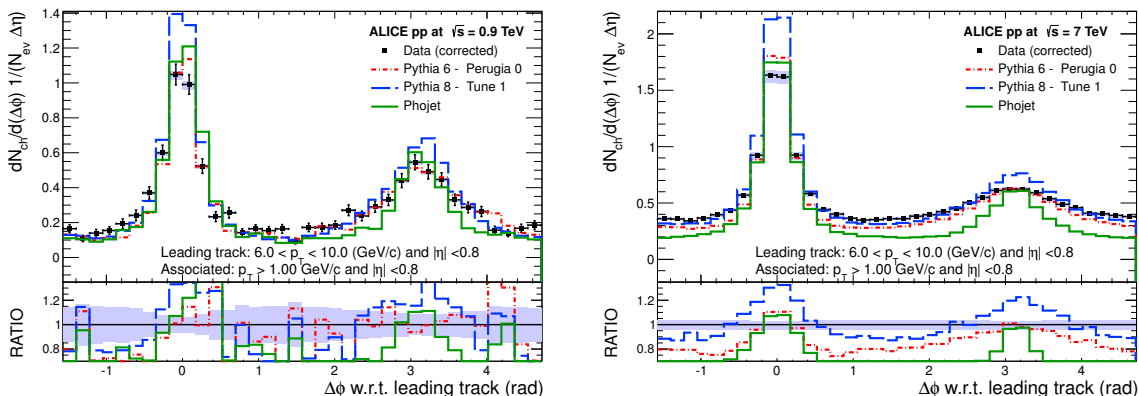 dN_ch/d(Δϕ) 1/(N_ev Δη)
1.4
1.2
1
0.8
0.6
0.4
0.2
0
ALICE pp at √s = 0.9 TeV
Data (corrected)
Pythia 6 - Perugia 0
Pythia 8 - Tune 1
Phojet
Leading track: 6.0 < p_T < 10.0 (GeV/c) and |η| <0.8
Associated: p_T > 1.00 GeV/c and |η| <0.8
RATIO
1.2
1
0.8
-1 0 1 2 3 4
Δϕ w.r.t. leading track (rad)
dN_ch/d(Δϕ) 1/(N_ev Δη)
2
1.5
1
0.5
0
ALICE pp at √s = 7 TeV
Data (corrected)
Pythia 6 - Perugia 0
Pythia 8 - Tune 1
Phojet
Leading track: 6.0 < p_T < 10.0 (GeV/c) and |η| <0.8
Associated: p_T > 1.00 GeV/c and |η| <0.8
RATIO
1.2
1
0.8
-1 0 1 2 3 4
Δϕ w.r.t. leading track (rad)